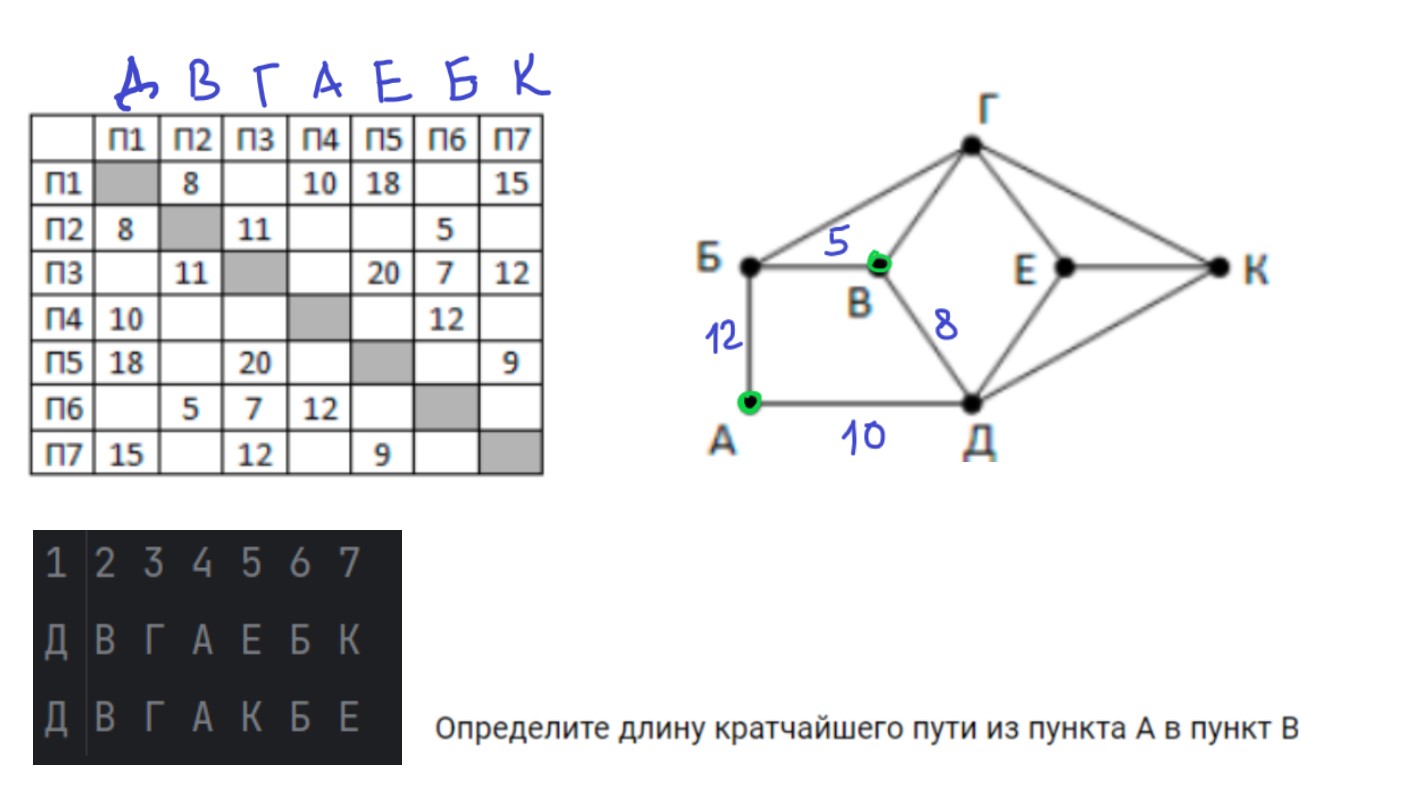 Д В Г А Е Б К
П1 П2 П3 П4 П5 П6 П7
П1 8 10 18 15
П2 8 11 5
П3 11 20 7 12
П4 10 12
П5 18 20 9
П6 5 7 12
П7 15 12 9
Г
Б 5 В Е К
12 8
А 10 Д
1 2 3 4 5 6 7
Д В Г А Е Б К
Д В Г А К Б Е
Определите длину кратчайшего пути из пункта А в пункт В